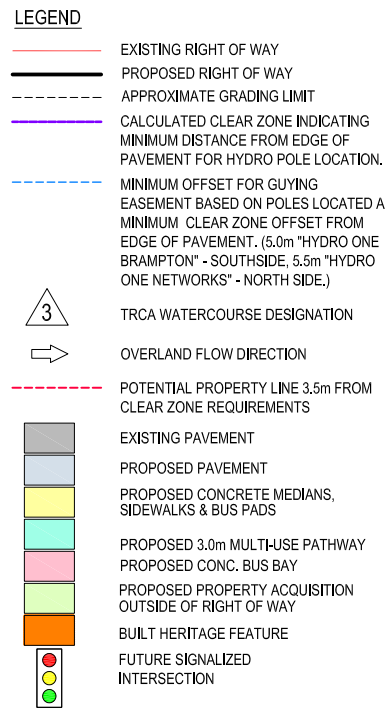 LEGEND
EXISTING RIGHT OF WAY
PROPOSED RIGHT OF WAY
APPROXIMATE GRADING LIMIT
CALCULATED CLEAR ZONE INDICATING
MINIMUM DISTANCE FROM EDGE OF
PAVEMENT FOR HYDRO POLE LOCATION.
MINIMUM OFFSET FOR GUYING
EASEMENT BASED ON POLES LOCATED A
MINIMUM CLEAR ZONE OFFSET FROM
EDGE OF PAVEMENT. (5.0m "HYDRO ONE
BRAMPTON" - SOUTHSIDE, 5.5m "HYDRO
ONE NETWORKS" - NORTH SIDE.)
3 TRCA WATERCOURSE DESIGNATION
OVERLAND FLOW DIRECTION
POTENTIAL PROPERTY LINE 3.5m FROM
CLEAR ZONE REQUIREMENTS
EXISTING PAVEMENT
PROPOSED PAVEMENT
PROPOSED CONCRETE MEDIANS,
SIDEWALKS & BUS PADS
PROPOSED 3.0m MULTI-USE PATHWAY
PROPOSED CONC. BUS BAY
PROPOSED PROPERTY ACQUISITION
OUTSIDE OF RIGHT OF WAY
BUILT HERITAGE FEATURE
FUTURE SIGNALIZED
INTERSECTION